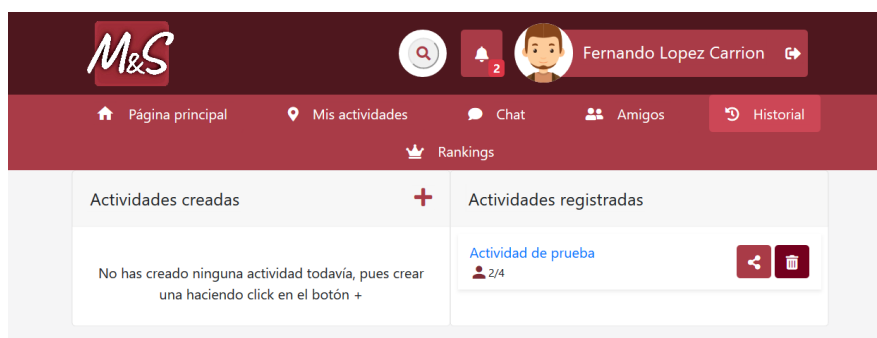 M&S
2
Fernando Lopez Carrion
Página principal
Mis actividades
Chat
Amigos
Historial
Rankings
Actividades creadas
Actividades registradas
No has creado ninguna actividad todavía, pues crear
una haciendo click en el botón +
Actividad de prueba
2/4